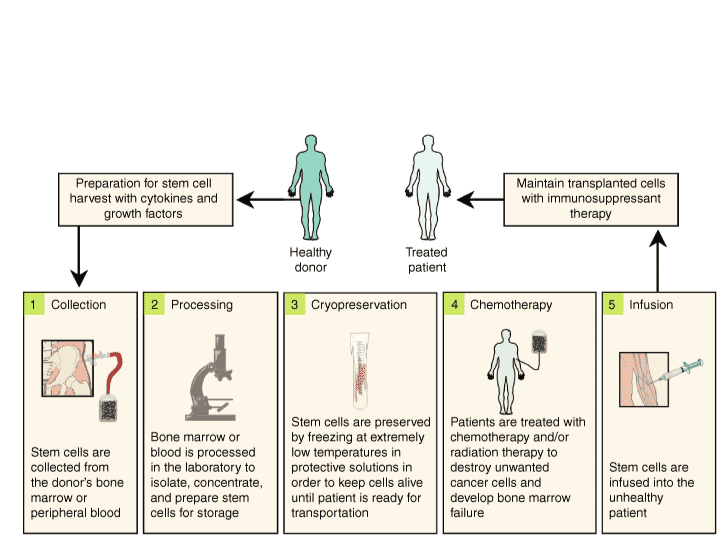 Preparation for stem cell
harvest with cytokines and
growth factors
Healthy
donor
Treated
patient
Maintain transplanted cells
with immunosuppressant
therapy
1 Collection
Stem cells are
collected from
the donor's bone
marrow or
peripheral blood
2 Processing
Bone marrow or
blood is processed
in the laboratory to
isolate, concentrate,
and prepare stem
cells for storage
3 Cryopreservation
Stem cells are preserved
by freezing at extremely
low temperatures in
protective solutions in
order to keep cells alive
until patient is ready for
transportation
4 Chemotherapy
Patients are treated with
chemotherapy and/or
radiation therapy to
destroy unwanted
cancer cells and
develop bone marrow
failure
5 Infusion
Stem cells are
infused into the
unhealthy
patient